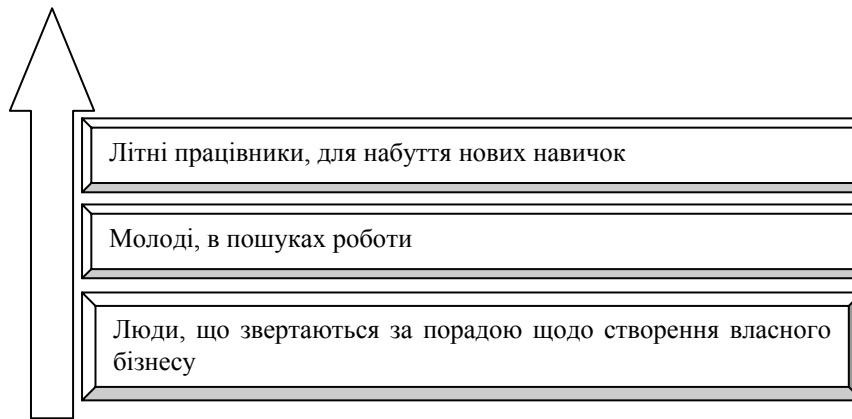 Літні працівники, для набуття нових навичок
Молоді, в пошуках роботи
Люди, що звертаються за порадою щодо створення власного
бізнесу